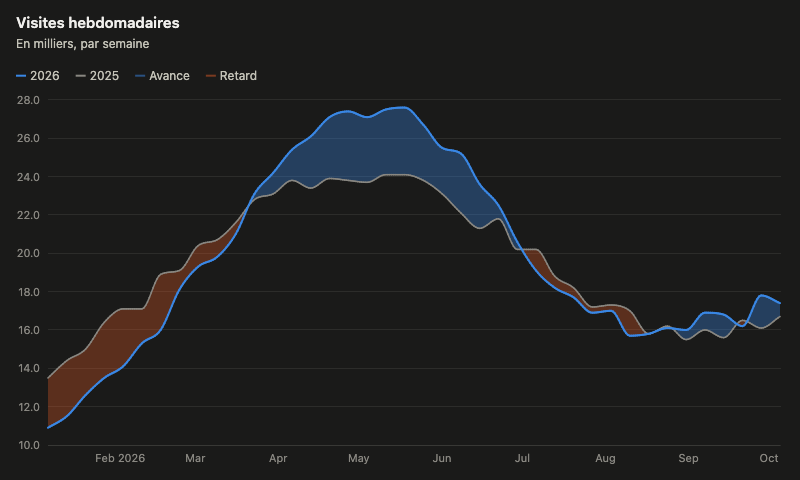 Visites hebdomadaires
En milliers, par semaine
2026 2025 Avance Retard
28.0
26.0
24.0
22.0
20.0
18.0
16.0
14.0
12.0
10.0
Feb 2026 Mar Apr May Jun Jul Aug Sep Oct